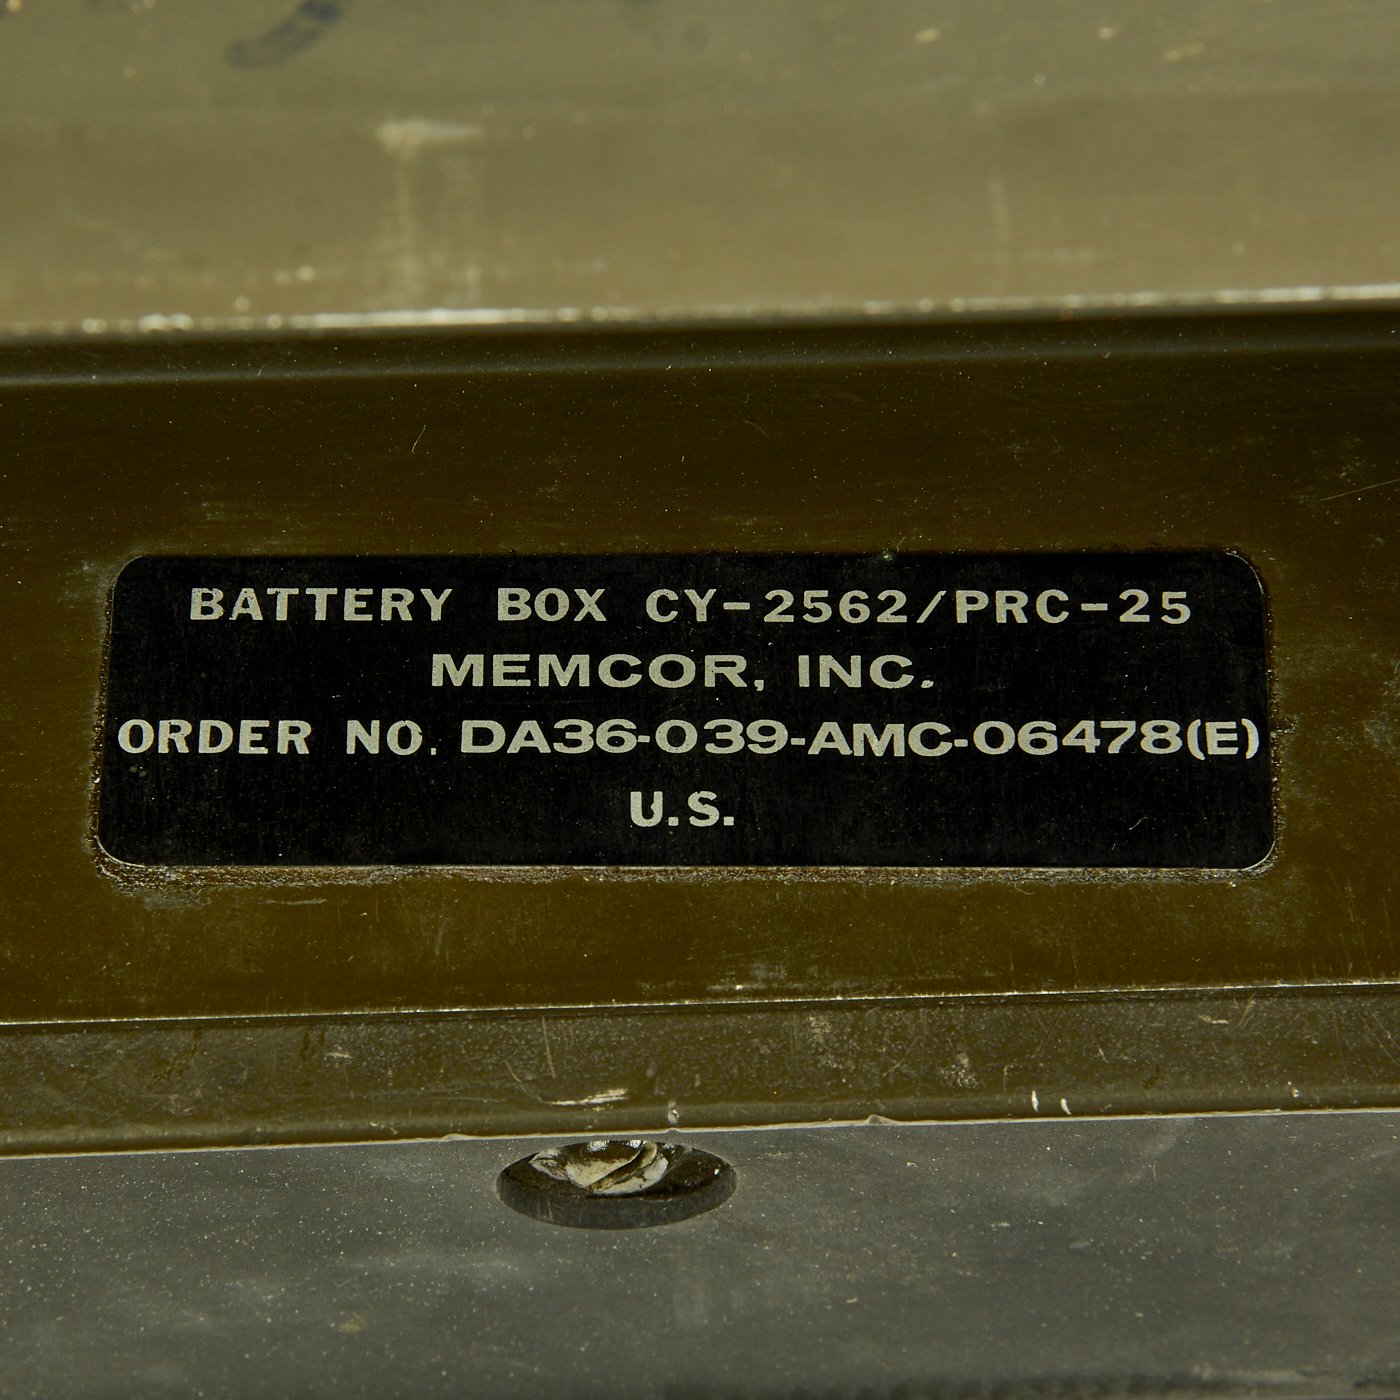 BATTERY BOX CY-2562/PRC-25
MEMCOR, INC.
ORDER NO. DA36-039-AMC-06478(E)
U.S.